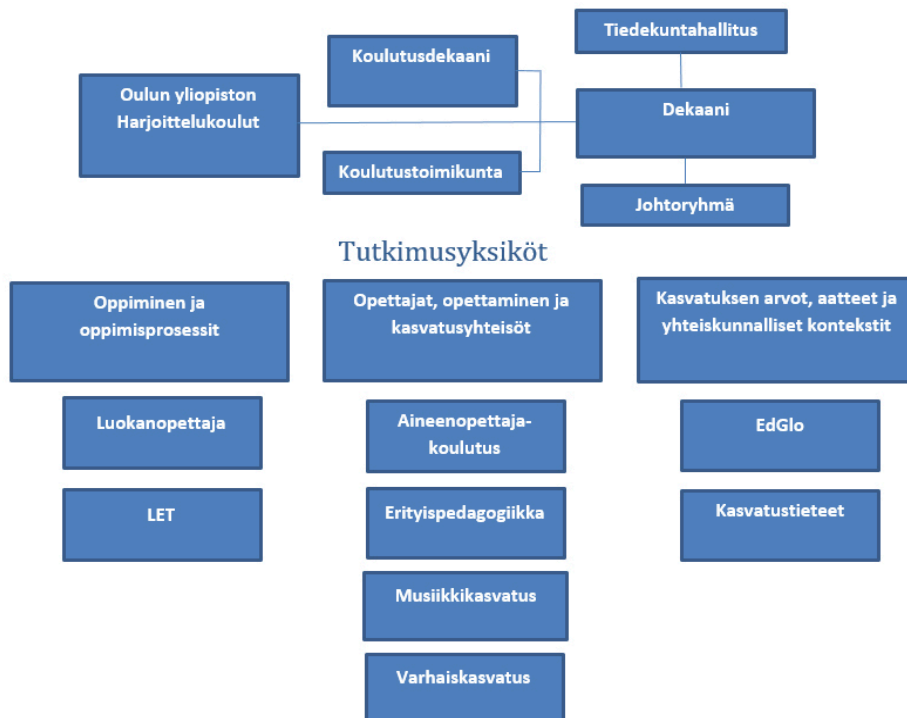 Tiedekuntahallitus
Koulutusdekaani
Oulun yliopiston
Harjoittelukoulut
Dekaani
Koulutustoimikunta
Johtoryhmä
Tutkimusyksiköt
Oppiminen ja
oppimisprosessit
Opettajat, opettaminen ja
kasvatusyhteisöt
Kasvatuksen arvot, aatteet ja
yhteiskunnalliset kontekstit
Luokanopettaja
LET
Aineenopettaja-
koulutus
Erityispedagogiikka
Musiikkikasvatus
Varhaiskasvatus
EdGlo
Kasvatustieteet